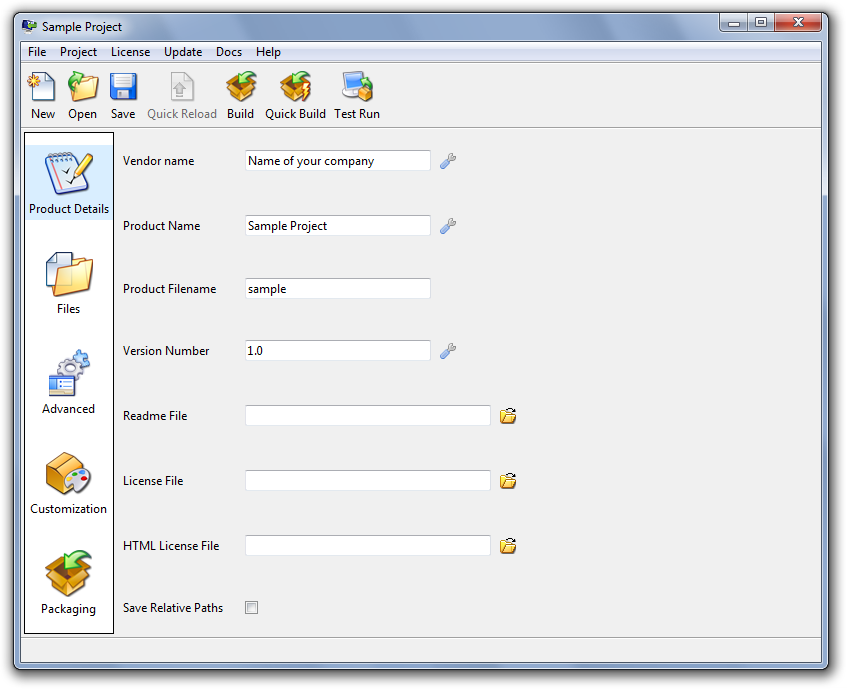 Sample Project
File Project License Update Docs Help
New Open Save Quick Reload Build Quick Build Test Run
Product Details
Files
Advanced
Customization
Packaging
Vendor name Name of your company
Product Name Sample Project
Product Filename sample
Version Number 1.0
Readme File
License File
HTML License File
Save Relative Paths